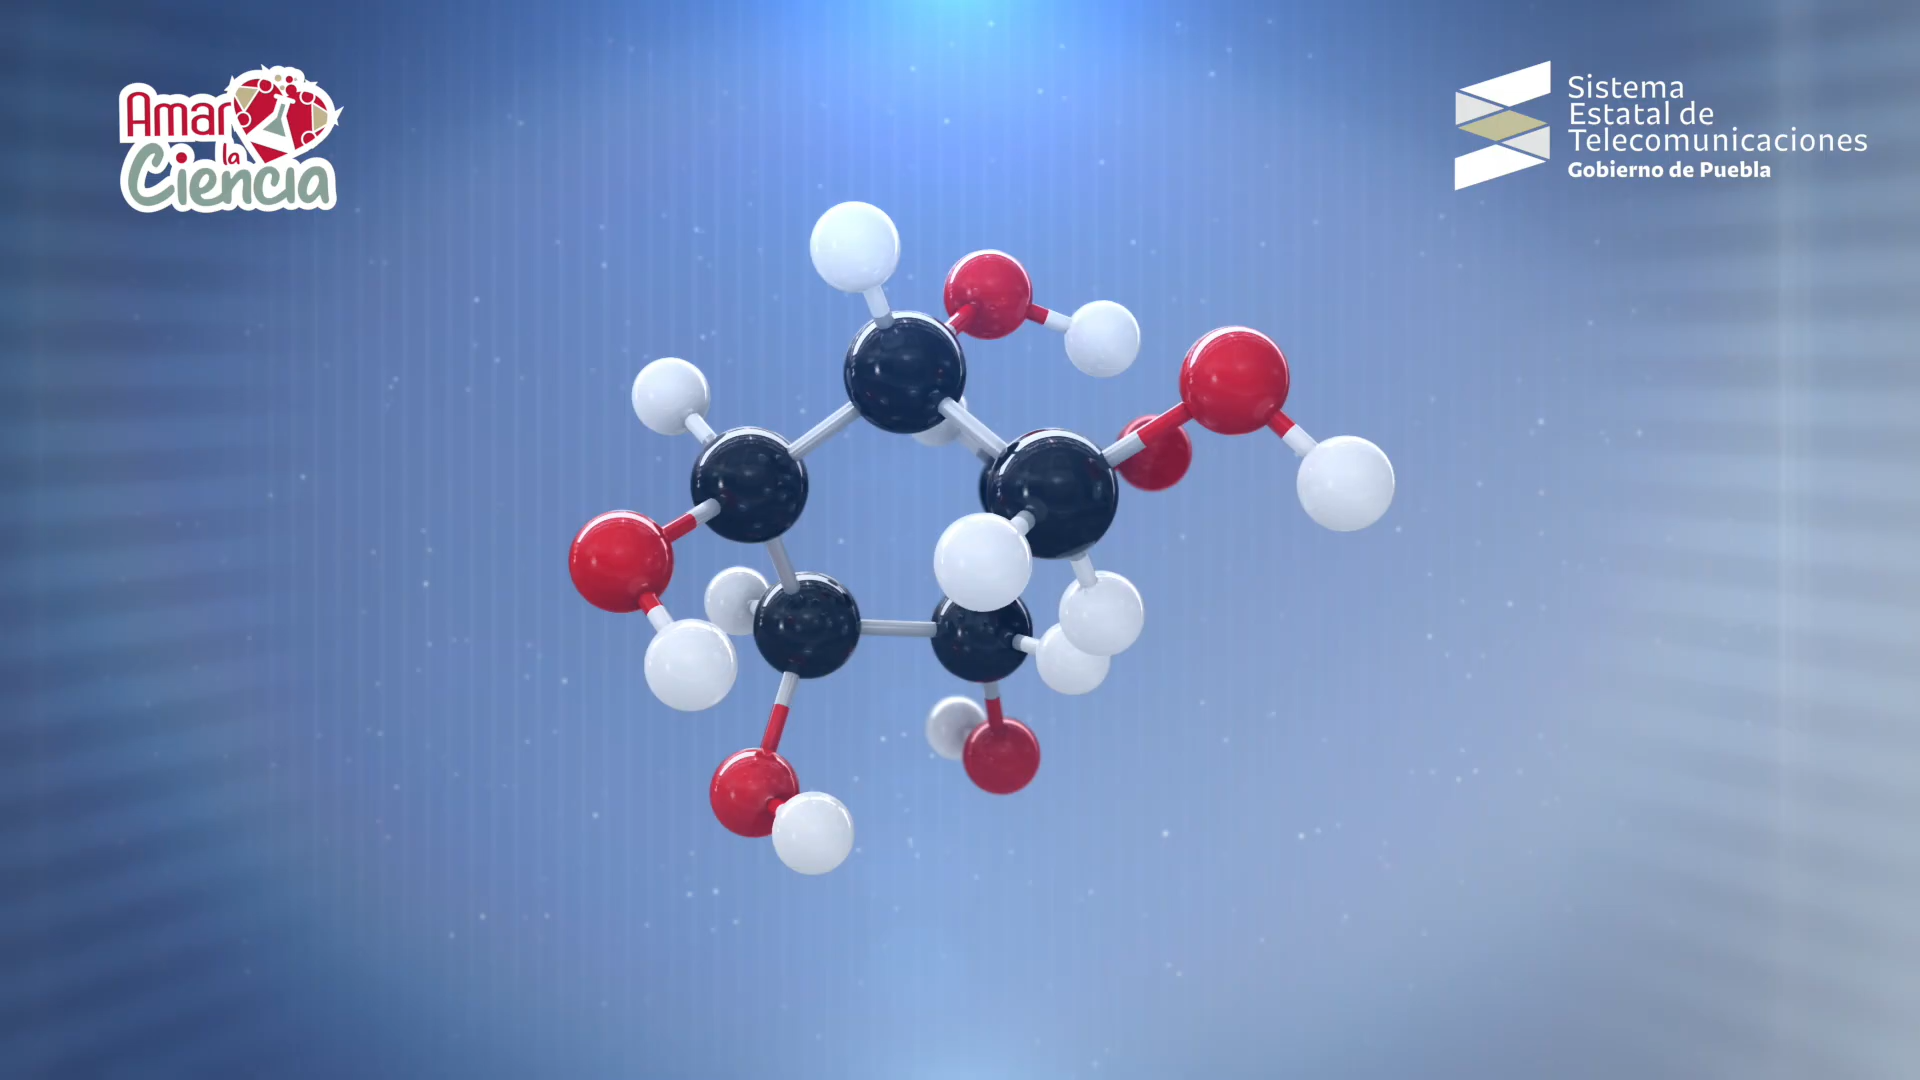 Amar
la
Ciencia
Sistema
Estatal de
Telecomunicaciones
Gobierno de Puebla